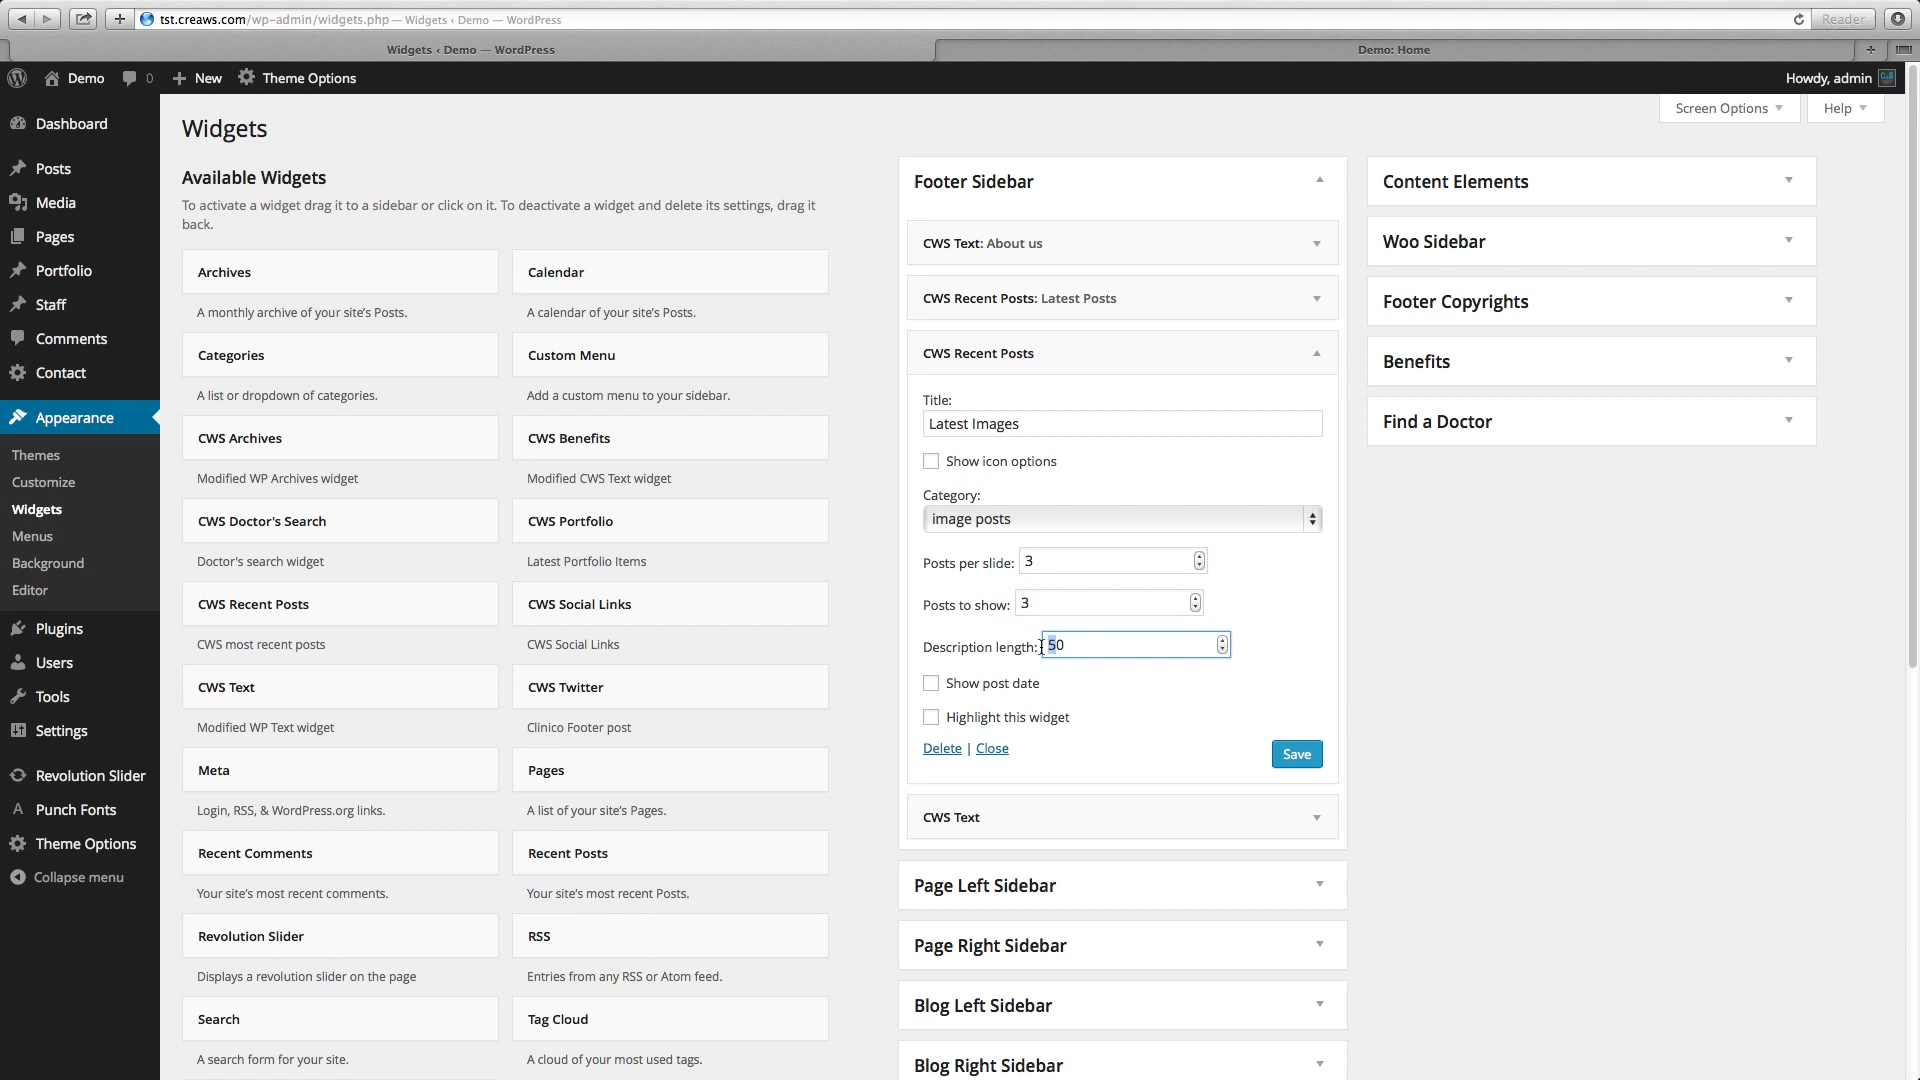 tst.creaws.com/wp-admin/widgets.php — Widgets ‹ Demo — WordPress
Reader
Widgets ‹ Demo — WordPress
Demo: Home
Demo
0
New
Theme Options
Howdy, admin
Screen Options
Help
Dashboard
Posts
Media
Pages
Portfolio
Staff
Comments
Contact
Appearance
Themes
Customize
Widgets
Menus
Background
Editor
Plugins
Users
Tools
Settings
Revolution Slider
Punch Fonts
Theme Options
Collapse menu
Widgets
Available Widgets
To activate a widget drag it to a sidebar or click on it. To deactivate a widget and delete its settings, drag it
back.
Archives
A monthly archive of your site's Posts.
Calendar
A calendar of your site's Posts.
Categories
A list or dropdown of categories.
Custom Menu
Add a custom menu to your sidebar.
CWS Archives
Modified WP Archives widget
CWS Benefits
Modified CWS Text widget
CWS Doctor's Search
Doctor's search widget
CWS Portfolio
Latest Portfolio Items
CWS Recent Posts
CWS most recent posts
CWS Social Links
CWS Social Links
CWS Text
Modified WP Text widget
CWS Twitter
Clinico Footer post
Meta
Login, RSS, & WordPress.org links.
Pages
A list of your site's Pages.
Recent Comments
Your site's most recent comments.
Recent Posts
Your site's most recent Posts.
Revolution Slider
Displays a revolution slider on the page
RSS
Entries from any RSS or Atom feed.
Search
A search form for your site.
Tag Cloud
A cloud of your most used tags.
Footer Sidebar
CWS Text: About us
CWS Recent Posts: Latest Posts
CWS Recent Posts
Title:
Latest Images
Show icon options
Category:
image posts
Posts per slide: 3
Posts to show: 3
Description length: 50
Show post date
Highlight this widget
Delete | Close
Save
CWS Text
Page Left Sidebar
Page Right Sidebar
Blog Left Sidebar
Blog Right Sidebar
Content Elements
Woo Sidebar
Footer Copyrights
Benefits
Find a Doctor